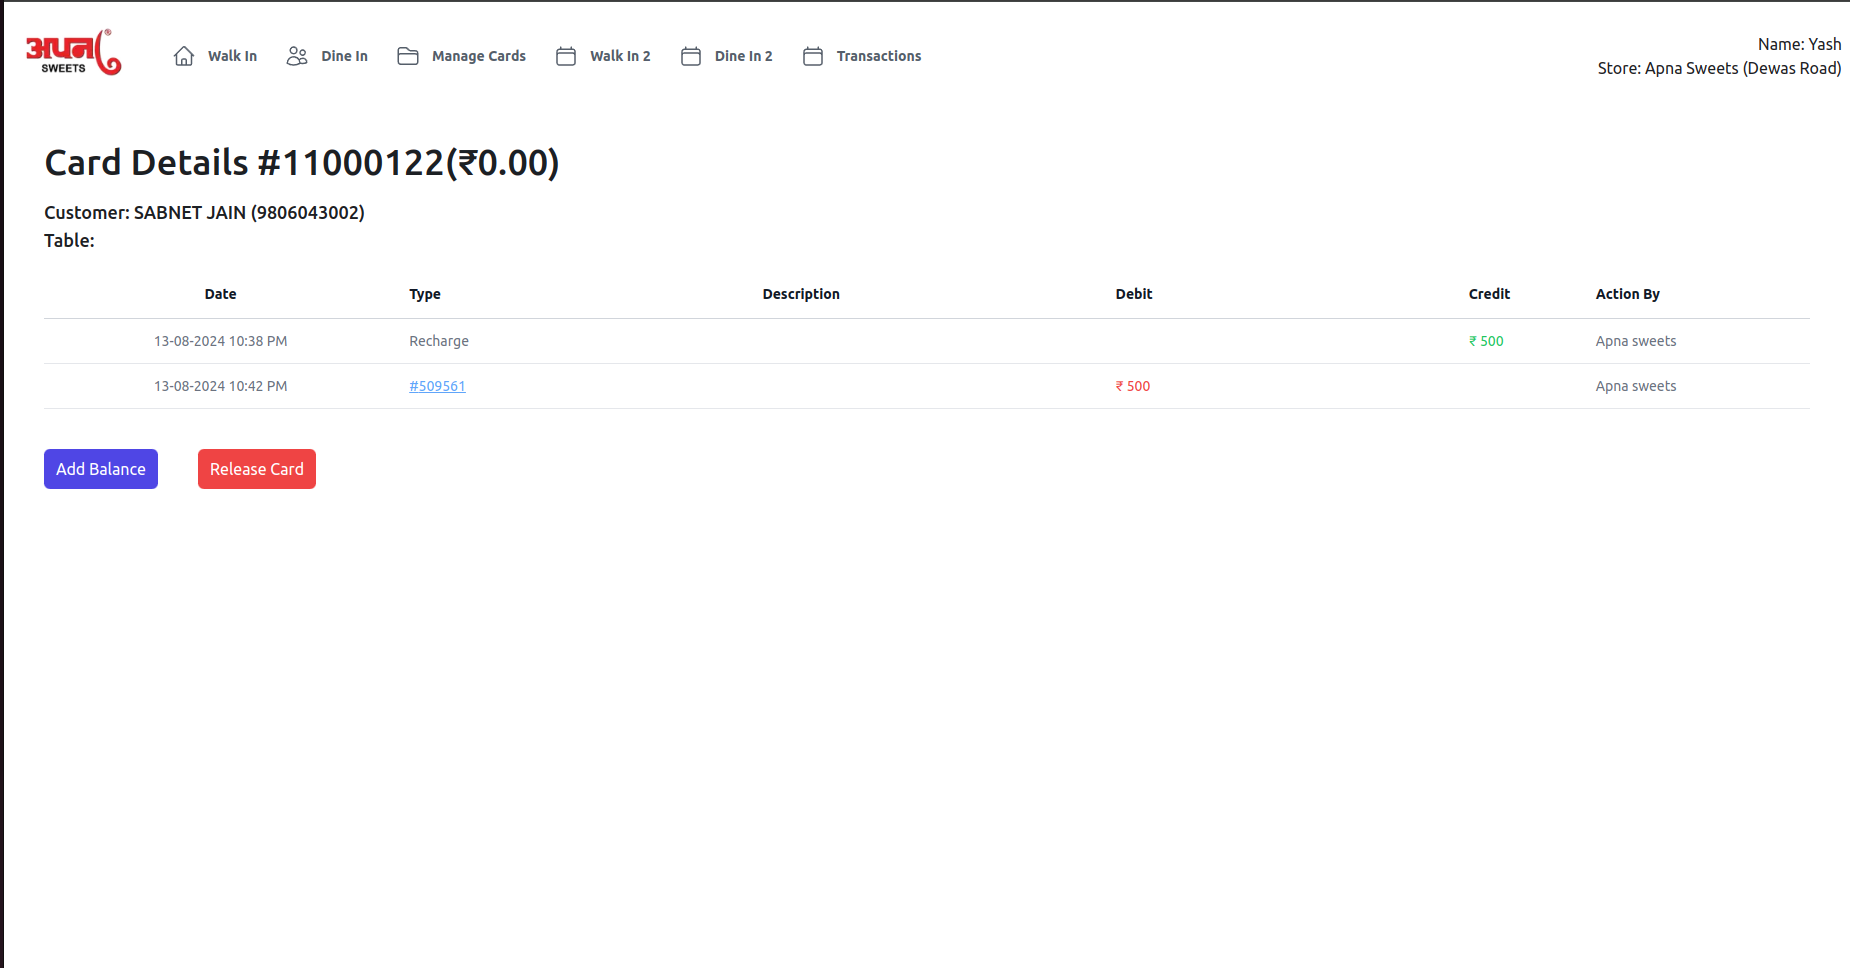 अपना®
SWEETS
Walk In Dine In Manage Cards Walk In 2 Dine In 2 Transactions
Name: Yash
Store: Apna Sweets (Dewas Road)
Card Details #11000122(₹0.00)
Customer: SABNET JAIN (9806043002)
Table:
Date Type Description Debit Credit Action By
13-08-2024 10:38 PM Recharge ₹ 500 Apna sweets
13-08-2024 10:42 PM #509561 ₹ 500 Apna sweets
Add Balance Release Card